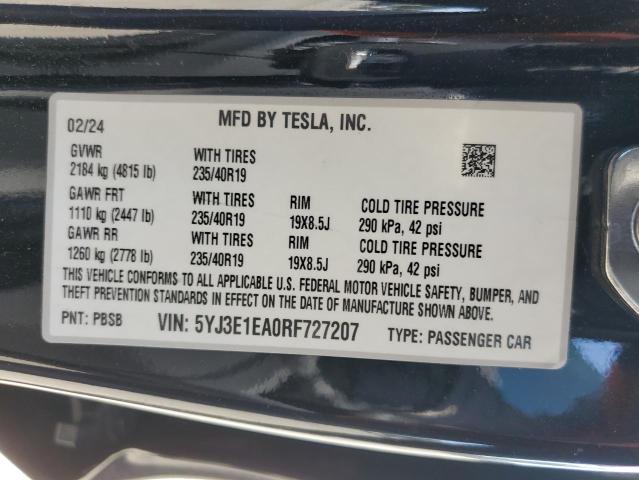 MFD BY TESLA, INC.
02/24
GVWR WITH TIRES
2184 kg (4815 lb) 235/40R19
GAWR FRT WITH TIRES RIM COLD TIRE PRESSURE
1110 kg (2447 lb) 235/40R19 19X8.5J 290 kPa, 42 psi
GAWR RR WITH TIRES RIM COLD TIRE PRESSURE
1260 kg (2778 lb) 235/40R19 19X8.5J 290 kPa, 42 psi
THIS VEHICLE CONFORMS TO ALL APPLICABLE U.S. FEDERAL MOTOR VEHICLE SAFETY, BUMPER, AND
THEFT PREVENTION STANDARDS IN EFFECT ON THE DATE OF MANUFACTURE SHOWN ABOVE.
PNT: PBSB VIN: 5YJ3E1EA0RF727207 TYPE: PASSENGER CAR